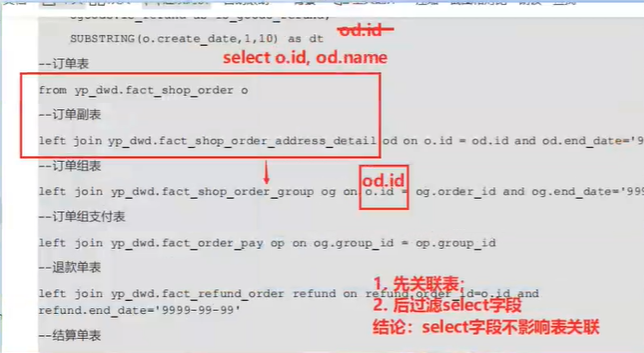 SUBSTRING(o.create_date,1,10) as dt
od.id
select o.id, od.name
--订单表
from yp_dwd.fact_shop_order o
--订单副表
left join yp_dwd.fact_shop_order_address_detail od on o.id = od.id and od.end_date='9
--订单组表
od.id
left join yp_dwd.fact_shop_order_group og on o.id = og.order_id and og.end_date='999
--订单组支付表
left join yp_dwd.fact_order_pay op on og.group_id = op.group_id
--退款单表
1. 先关联表;
left join yp_dwd.fact_refund_order refund on refund.order_id=o.id and
2. 后过滤select字段
refund.end_date='9999-99-99'
结论：select字段不影响表关联
--结算单表